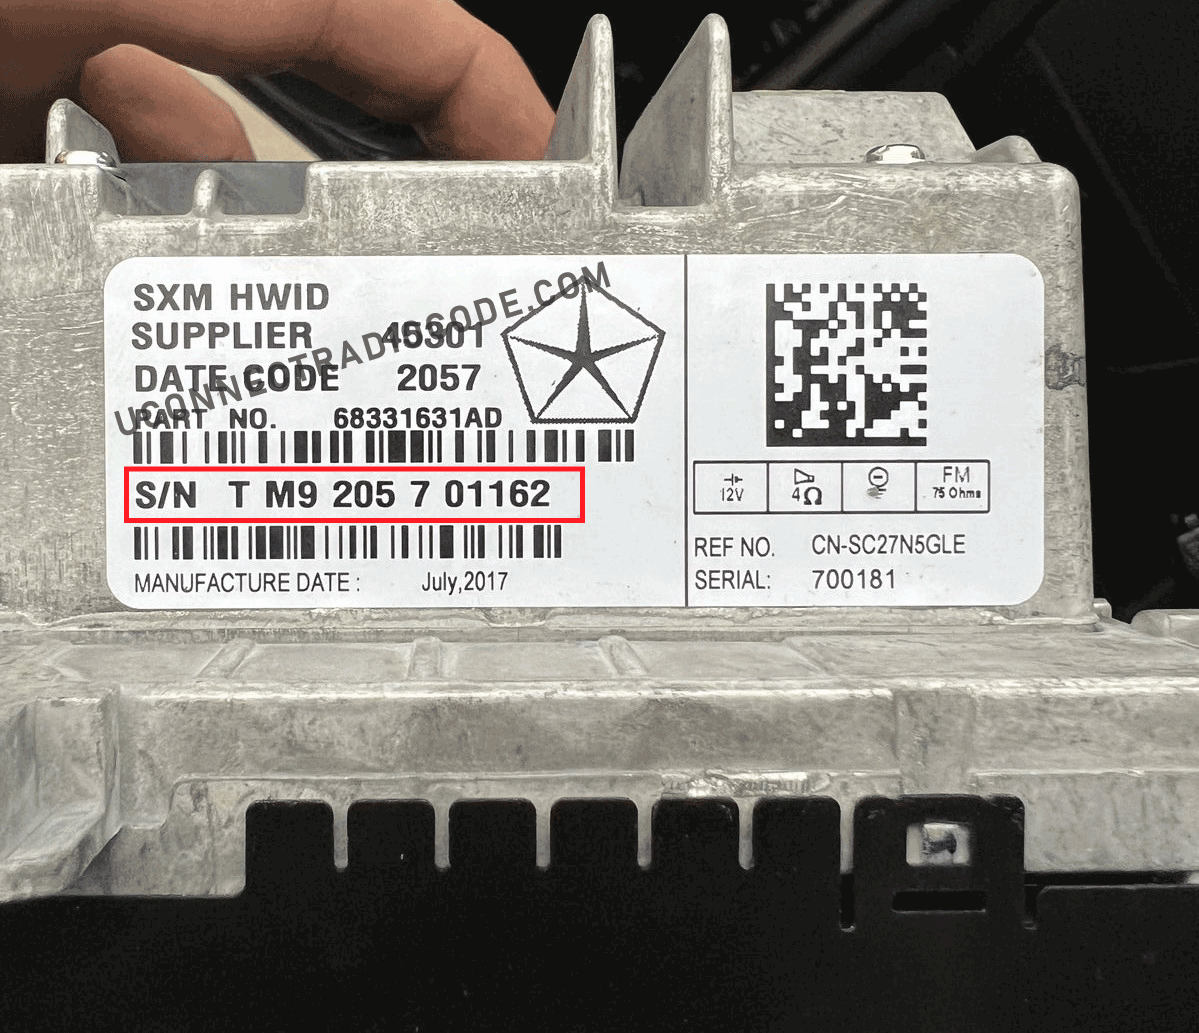 SXM HWID
SUPPLIER 46301
DATE CODE 2057
PART NO. 68331631AD
S/N T M9 205 7 01162
MANUFACTURE DATE : July,2017
UCONNECTRADIOCODE.COM
12V
4Ω
FM
75 Ohms
REF NO. CN-SC27N5GLE
SERIAL: 700181